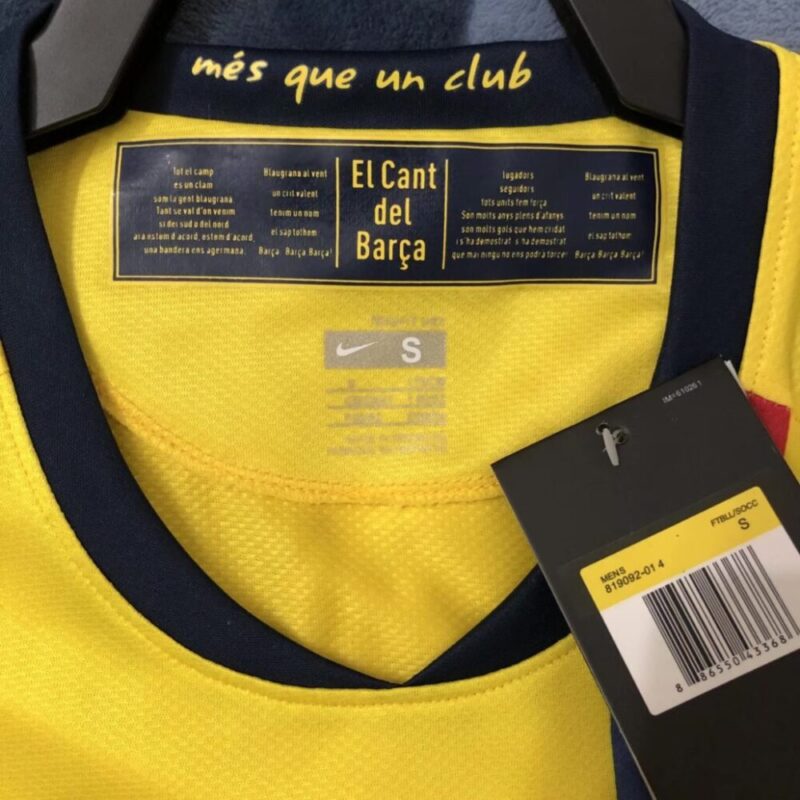 més que un club
Tot el camp
es un clam
som la gent blaugrana
Tant se val d'on venim
si del sud o del nord
ara estem d'acord, estem d'acord,
una bandera ens agermana.
Blaugrana al vent
un crit valent
tenim un nom
el sap tothom:
Barça Barça Barça!
El Cant
del
Barça
Jugadors
seguidors
tots units fem força
Son molts anys plens d'afanys
son molts gols que hem cridat
i s'ha demostrat s'ha demostrat
que mai ningu no ens podra torcer
Blaugrana al vent
un crit valent
tenim un nom
el sap tothom:
Barça Barça Barça!
S
IM#610261
FTBLL/SOCC
S
MENS
819092-014
8 86550 43368